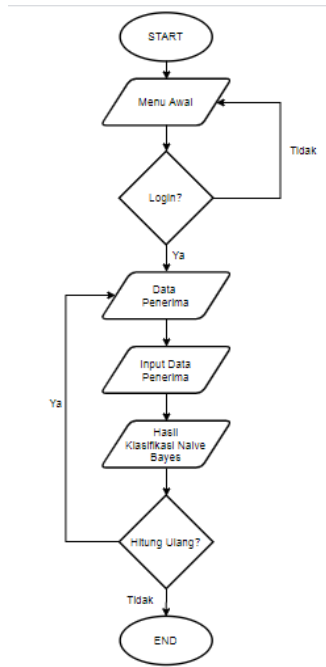 START
Menu Awal
Tidak
Login?
Ya
Data
Penerima
Input Data
Penerima
Ya
Hasil
Klasifikasi Naive
Bayes
Hitung Ulang?
Tidak
END